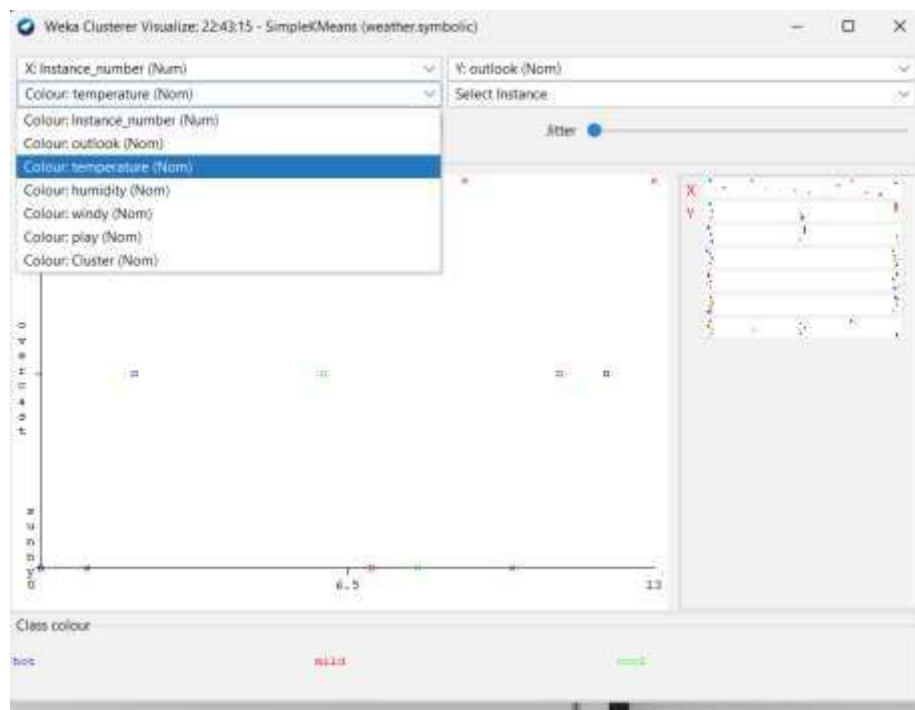 Weka Clusterer Visualize: 22:43:15 - SimpleKMeans (weather.symbolic)
X: Instance_number (Num)
Y: outlook (Nom)
Colour: temperature (Nom)
Select Instance
Colour: Instance_number (Num)
Colour: outlook (Nom)
Colour: temperature (Nom)
Colour: humidity (Nom)
Colour: windy (Nom)
Colour: play (Nom)
Colour: Cluster (Nom)
Jitter
X
Y
overcast
sunny
0
6.5
13
Class colour
hot
mild
cool